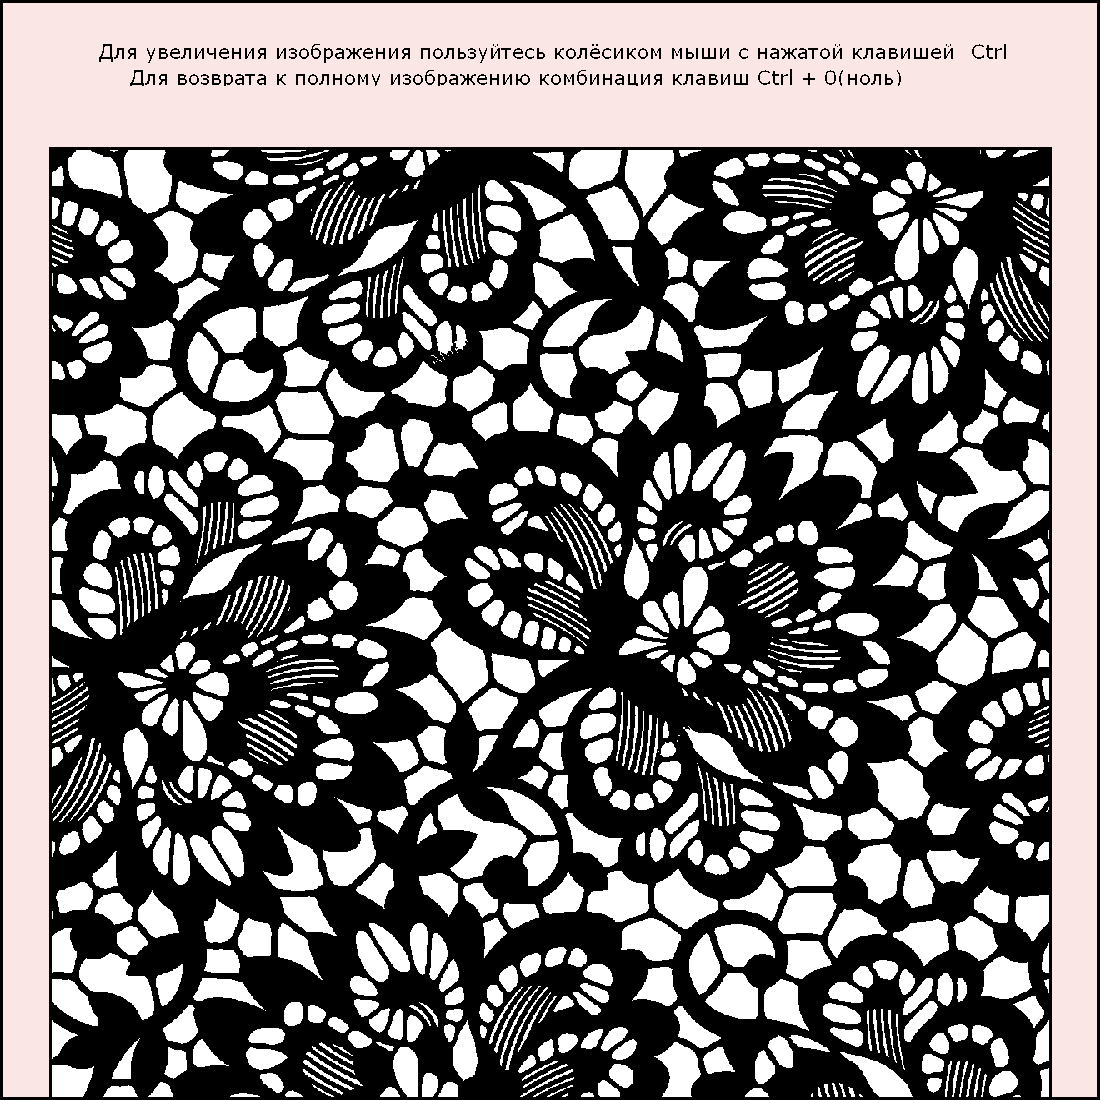 Для увеличения изображения пользуйтесь колёсиком мыши с нажатой клавишей Ctrl
Для возврата к полному изображению комбинация клавиш Ctrl + 0(ноль)